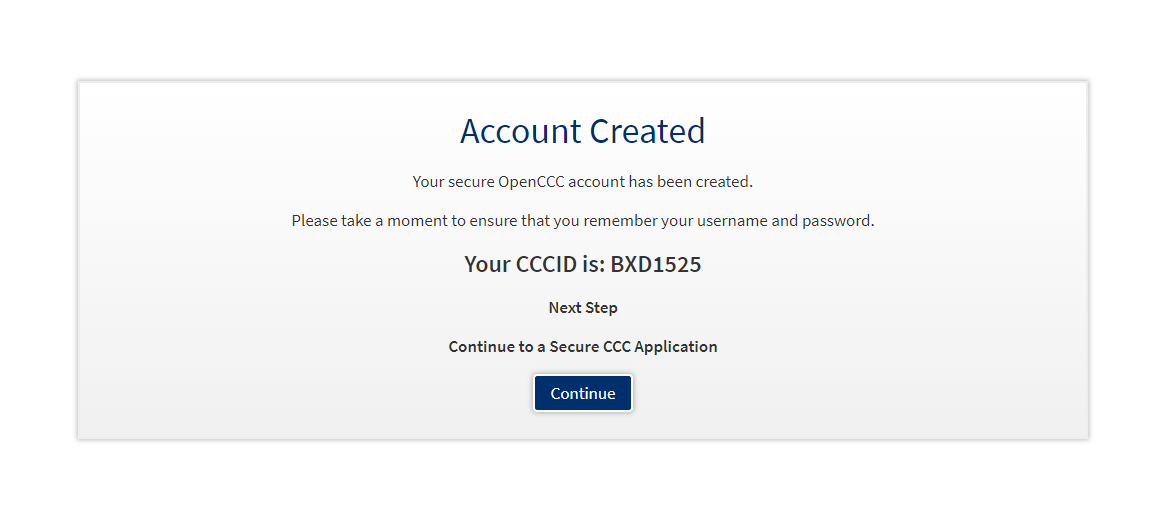 Account Created
Your secure OpenCCC account has been created.
Please take a moment to ensure that you remember your username and password.
Your CCCID is: BXD1525
Next Step
Continue to a Secure CCC Application
Continue